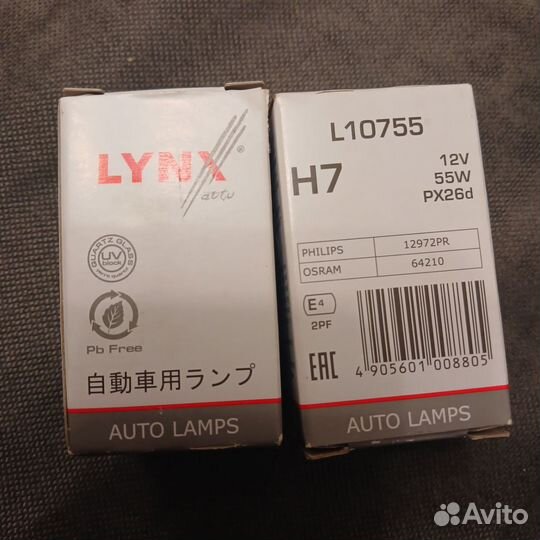 LYNX®
auto
QUARTZ GLASS
UV
block
Pb Free
自動車用ランプ
AUTO LAMPS
L10755
H7
12V
55W
PX26d
PHILIPS 12972PR
OSRAM 64210
E4
2PF
EAC
4 905601 008805
AUTO LAMPS
Avito